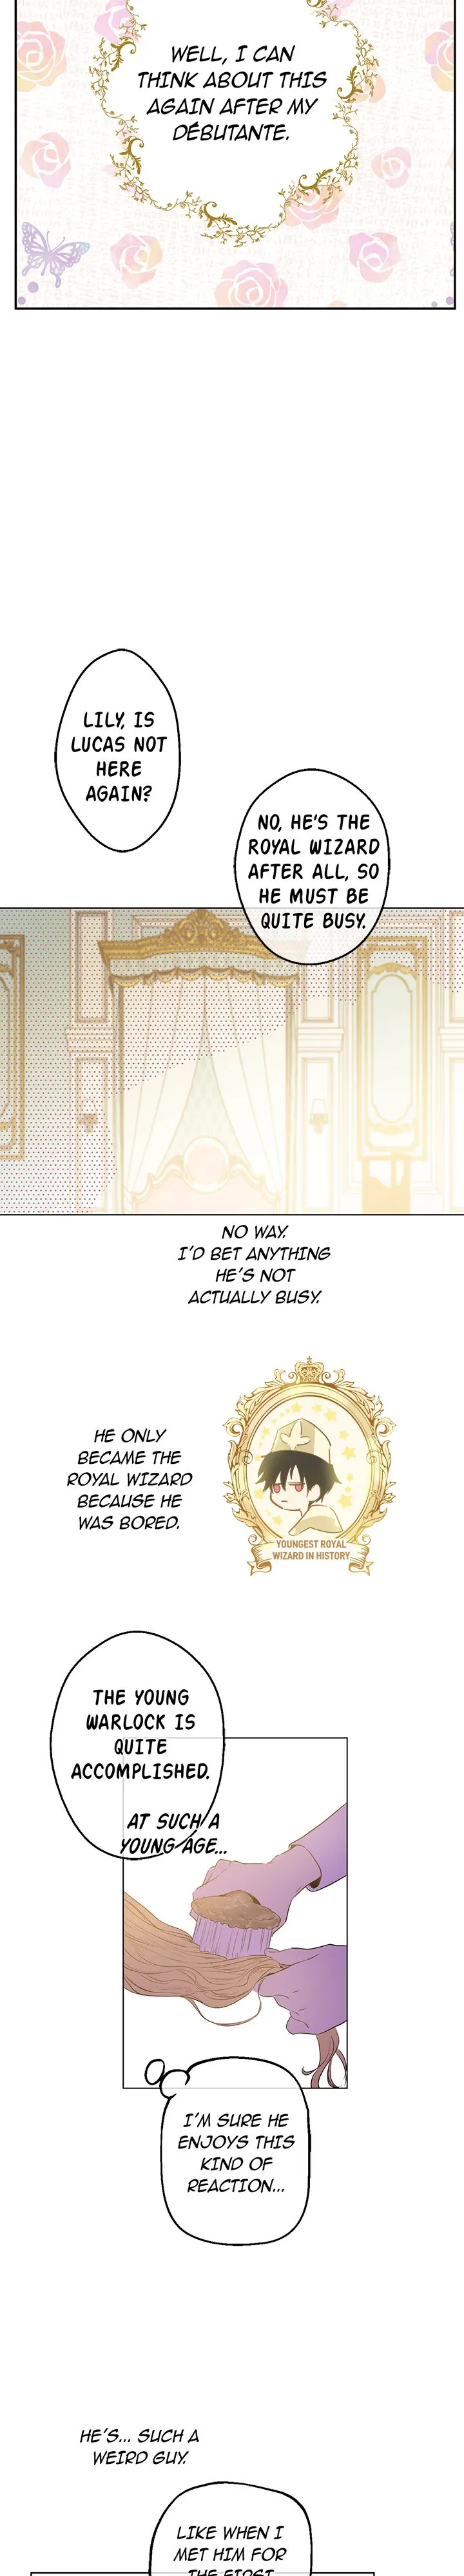 WELL, I CAN
THINK ABOUT THIS
AGAIN AFTER MY
DÉBUTANTE.
LILY, IS
LUCAS NOT
HERE
AGAIN?
NO, HE'S THE
ROYAL WIZARD
AFTER ALL, SO
HE MUST BE
QUITE BUSY.
NO WAY.
I'D BET ANYTHING
HE'S NOT
ACTUALLY BUSY.
HE ONLY
BECAME THE
ROYAL WIZARD
BECAUSE HE
WAS BORED.
YOUNGEST ROYAL
WIZARD IN HISTORY
THE YOUNG
WARLOCK IS
QUITE
ACCOMPLISHED.
AT SUCH A
YOUNG AGE...
I'M SURE HE
ENJOYS THIS
KIND OF
REACTION...
HE'S... SUCH A
WEIRD GUY.
LIKE WHEN I
MET HIM FOR
THE FIRST